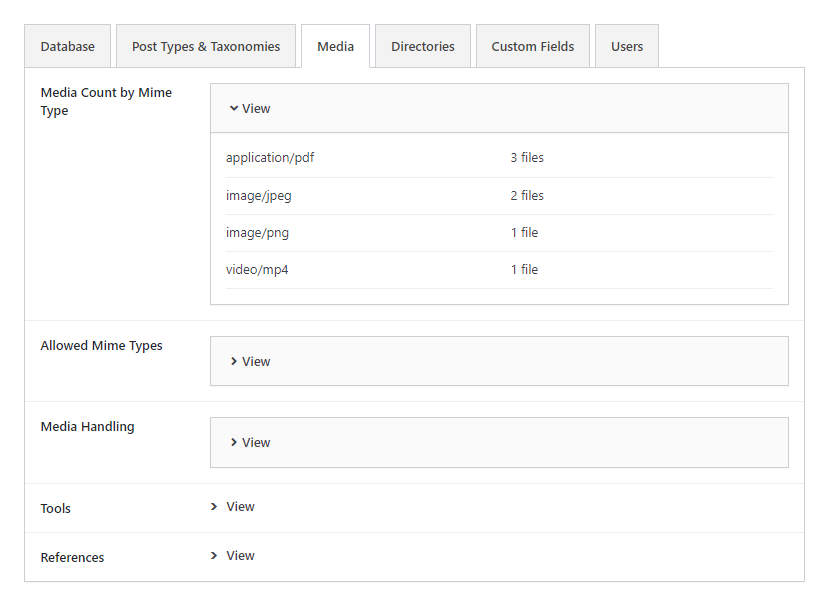 Database Post Types & Taxonomies Media Directories Custom Fields Users
Media Count by Mime
Type
View
application/pdf 3 files
image/jpeg 2 files
image/png 1 file
video/mp4 1 file
Allowed Mime Types View
Media Handling View
Tools View
References View